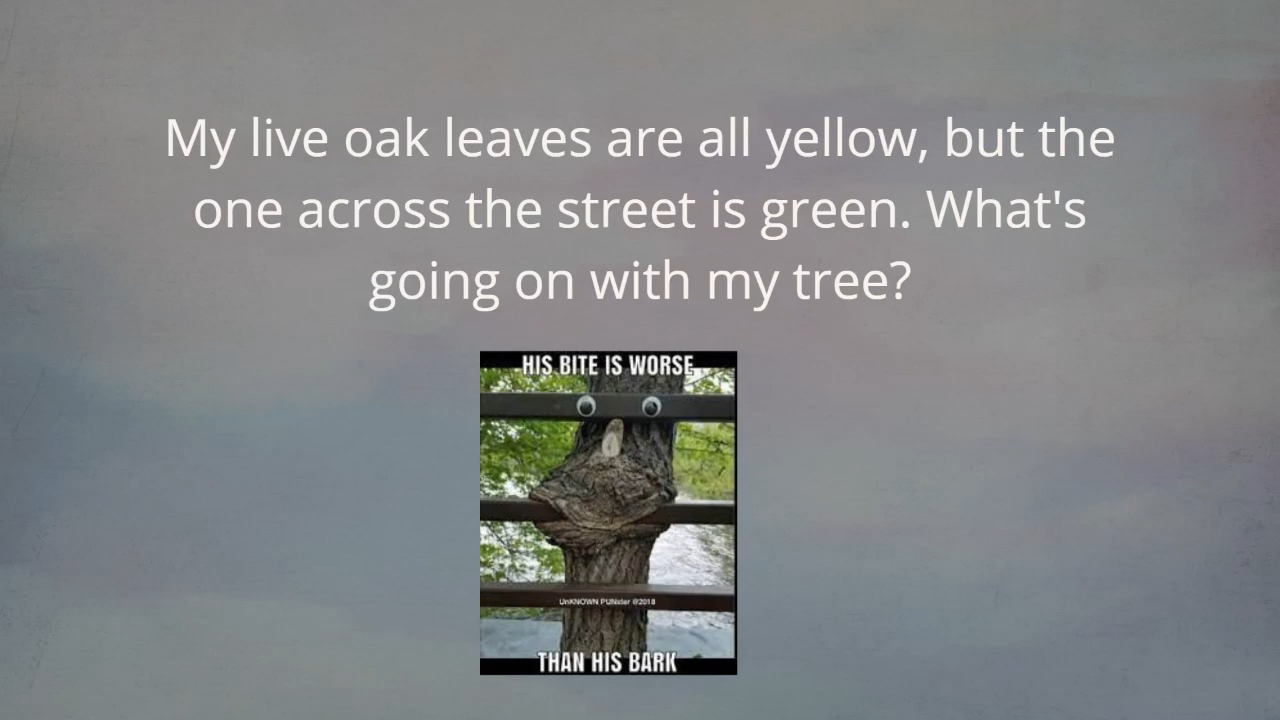 My live oak leaves are all yellow, but the
one across the street is green. What's
going on with my tree?
HIS BITE IS WORSE
UnKNOWN PUNster @2018
THAN HIS BARK